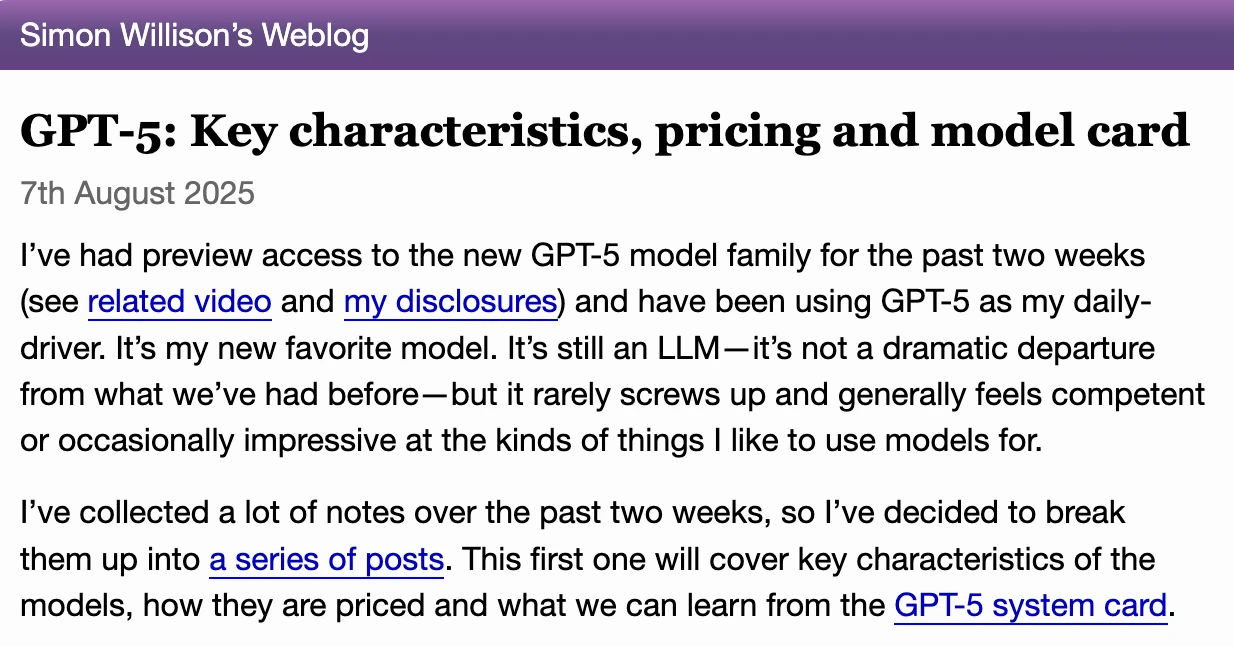 Simon Willison’s Weblog
GPT-5: Key characteristics, pricing and model card
7th August 2025
I’ve had preview access to the new GPT-5 model family for the past two weeks
(see related video and my disclosures) and have been using GPT-5 as my daily-
driver. It’s my new favorite model. It’s still an LLM—it’s not a dramatic departure
from what we’ve had before—but it rarely screws up and generally feels competent
or occasionally impressive at the kinds of things I like to use models for.
I’ve collected a lot of notes over the past two weeks, so I’ve decided to break
them up into a series of posts. This first one will cover key characteristics of the
models, how they are priced and what we can learn from the GPT-5 system card.